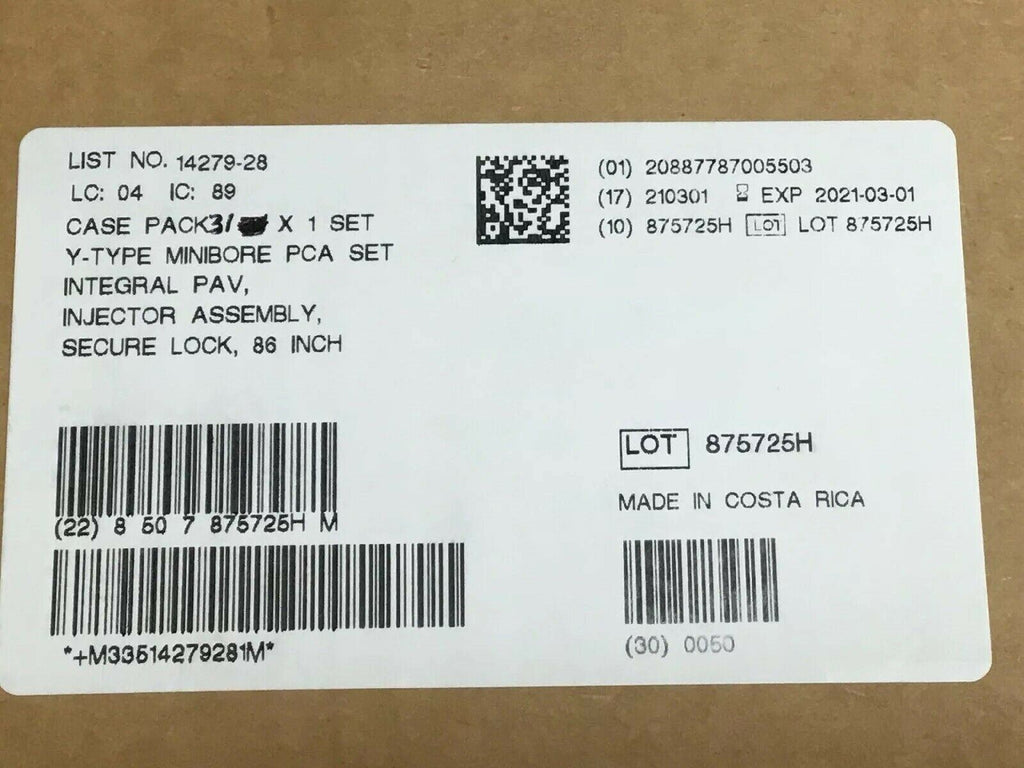 LIST NO. 14279-28
LC: 04 IC: 89
CASE PACK 31/ X 1 SET
Y-TYPE MINIBORE PCA SET
INTEGRAL PAV,
INJECTOR ASSEMBLY,
SECURE LOCK, 86 INCH
(01) 20887787005503
(17) 210301 EXP 2021-03-01
(10) 875725H LOT LOT 875725H
(22) 8 507 875725H M
*+M33514279281M*
LOT 875725H
MADE IN COSTA RICA
(30) 0050